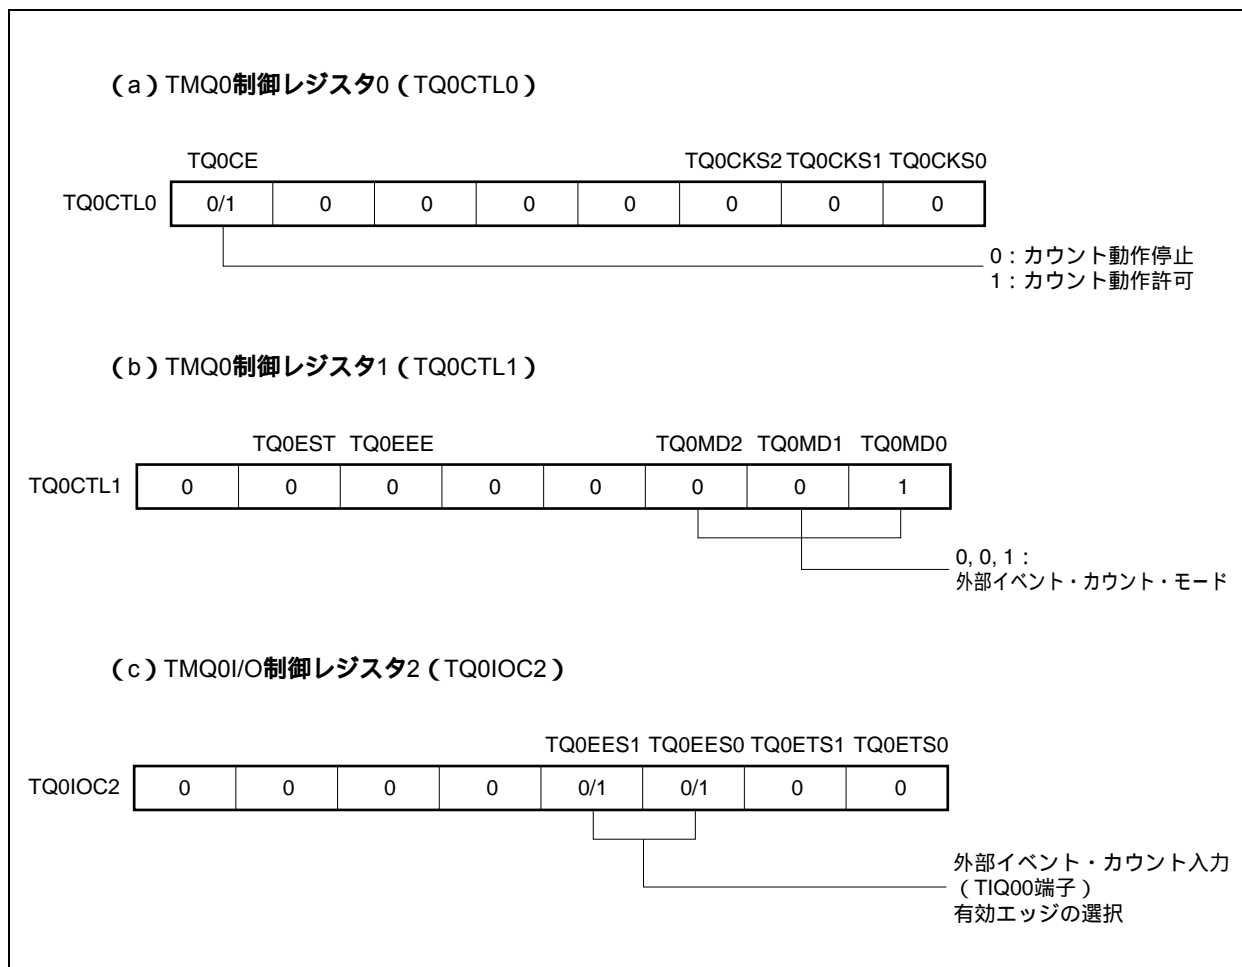 (a)TMQ0制御レジスタ0(TQ0CTL0)
TQ0CE TQ0CKS2 TQ0CKS1 TQ0CKS0
TQ0CTL0 0/1 0 0 0 0 0 0 0
0:カウント動作停止
1:カウント動作許可
(b)TMQ0制御レジスタ1(TQ0CTL1)
TQ0EST TQ0EEE TQ0MD2 TQ0MD1 TQ0MD0
TQ0CTL1 0 0 0 0 0 0 0 1
0, 0, 1:
外部イベント・カウント・モード
(c)TMQ0I/O制御レジスタ2(TQ0IOC2)
TQ0EES1 TQ0EES0 TQ0ETS1 TQ0ETS0
TQ0IOC2 0 0 0 0 0/1 0/1 0 0
外部イベント・カウント入力
(TIQ00端子)
有効エッジの選択